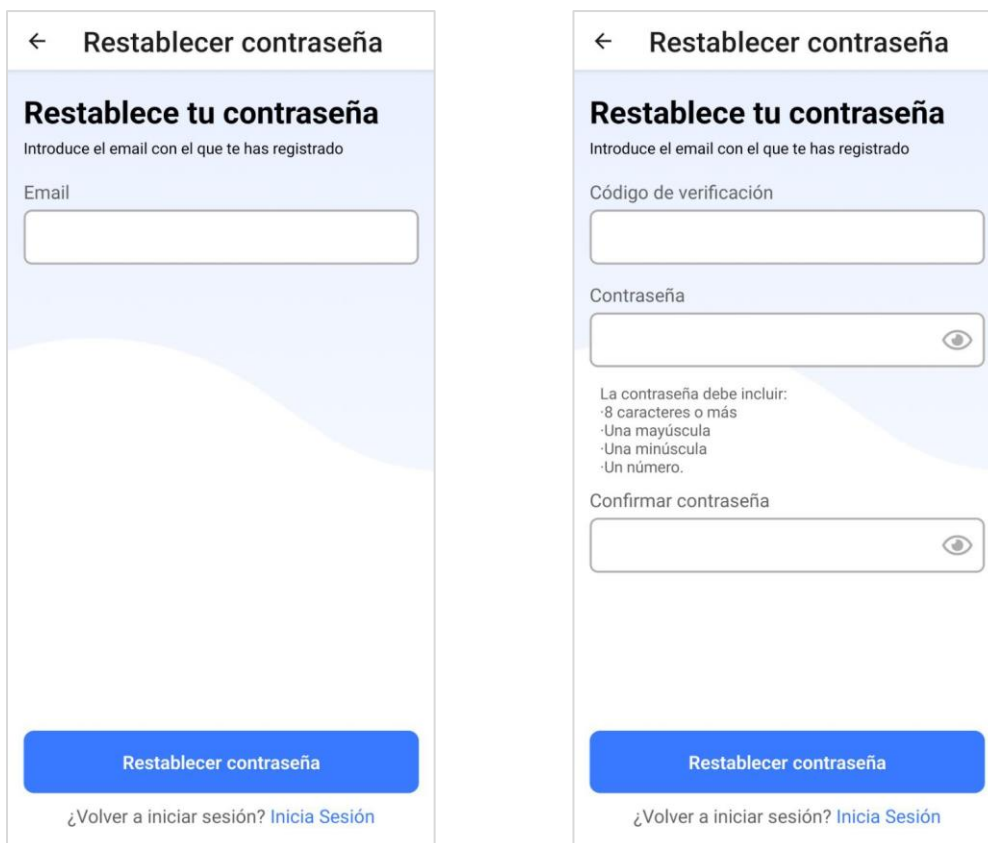 Restablecer contraseña
Restablece tu contraseña
Introduce el email con el que te has registrado
Email
Restablecer contraseña
¿Volver a iniciar sesión? Inicia Sesión
Restablecer contraseña
Restablece tu contraseña
Introduce el email con el que te has registrado
Código de verificación
Contraseña
La contraseña debe incluir:
·8 caracteres o más
·Una mayúscula
·Una minúscula
·Un número.
Confirmar contraseña
Restablecer contraseña
¿Volver a iniciar sesión? Inicia Sesión